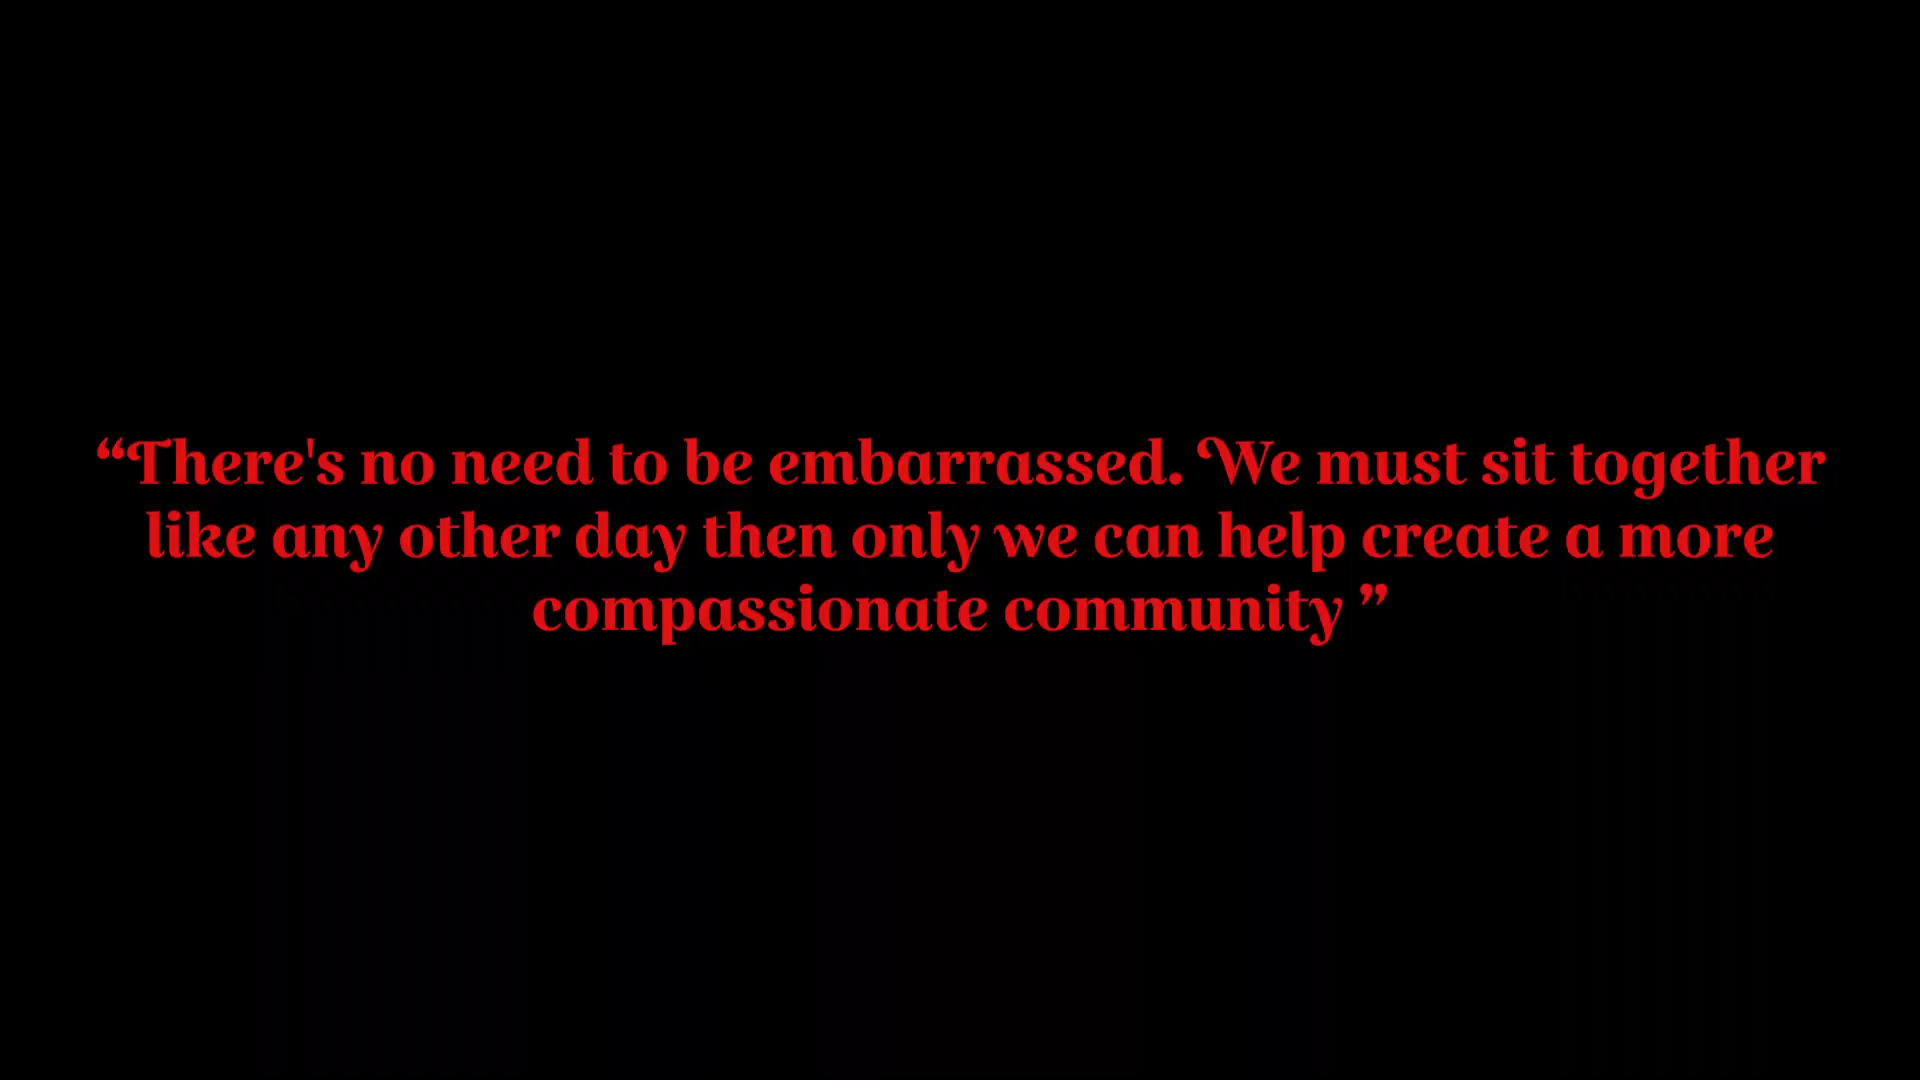 “There's no need to be embarrassed. We must sit together
like any other day then only we can help create a more
compassionate community ”